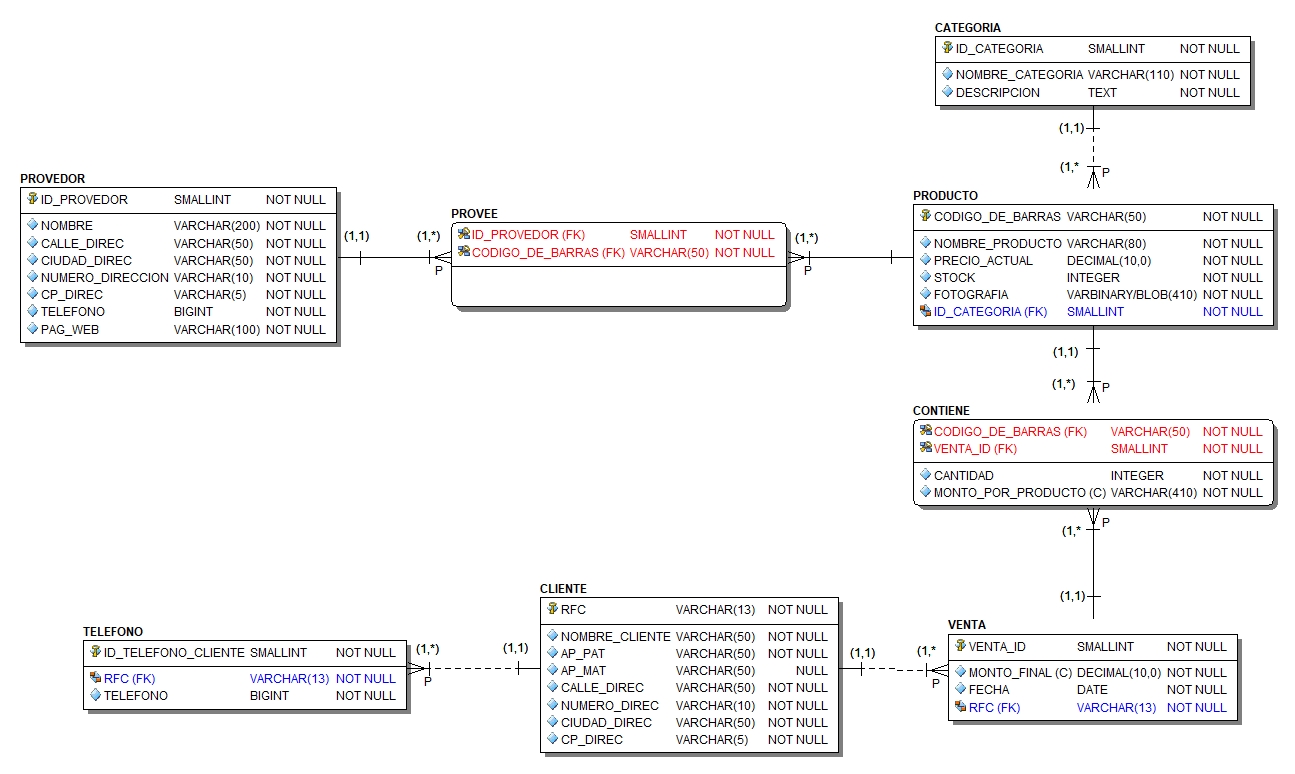 CATEGORIA
ID_CATEGORIA SMALLINT NOT NULL
NOMBRE_CATEGORIA VARCHAR(110) NOT NULL
DESCRIPCION TEXT NOT NULL
(1,1)
(1,*
P
PROVEDOR
ID_PROVEDOR SMALLINT NOT NULL
NOMBRE VARCHAR(200) NOT NULL
CALLE_DIREC VARCHAR(50) NOT NULL
CIUDAD_DIREC VARCHAR(50) NOT NULL
NUMERO_DIRECCION VARCHAR(10) NOT NULL
CP_DIREC VARCHAR(5) NOT NULL
TELEFONO BIGINT NOT NULL
PAG_WEB VARCHAR(100) NOT NULL
(1,1)
(1,*)
P
PROVEE
ID_PROVEDOR (FK) SMALLINT NOT NULL
CODIGO_DE_BARRAS (FK) VARCHAR(50) NOT NULL
(1,*)
P
PRODUCTO
CODIGO_DE_BARRAS VARCHAR(50) NOT NULL
NOMBRE_PRODUCTO VARCHAR(80) NOT NULL
PRECIO_ACTUAL DECIMAL(10,0) NOT NULL
STOCK INTEGER NOT NULL
FOTOGRAFIA VARBINARY/BLOB(410) NOT NULL
ID_CATEGORIA (FK) SMALLINT NOT NULL
(1,1)
(1,*)
P
CONTIENE
CODIGO_DE_BARRAS (FK) VARCHAR(50) NOT NULL
VENTA_ID (FK) SMALLINT NOT NULL
CANTIDAD INTEGER NOT NULL
MONTO_POR_PRODUCTO (C) VARCHAR(410) NOT NULL
P
(1,*
(1,1)
TELEFONO
ID_TELEFONO_CLIENTE SMALLINT NOT NULL
RFC (FK) VARCHAR(13) NOT NULL
TELEFONO BIGINT NOT NULL
(1,*)
P
(1,1)
CLIENTE
RFC VARCHAR(13) NOT NULL
NOMBRE_CLIENTE VARCHAR(50) NOT NULL
AP_PAT VARCHAR(50) NOT NULL
AP_MAT VARCHAR(50) NULL
CALLE_DIREC VARCHAR(50) NOT NULL
NUMERO_DIREC VARCHAR(10) NOT NULL
CIUDAD_DIREC VARCHAR(50) NOT NULL
CP_DIREC VARCHAR(5) NOT NULL
(1,1)
(1,*
P
VENTA
VENTA_ID SMALLINT NOT NULL
MONTO_FINAL (C) DECIMAL(10,0) NOT NULL
FECHA DATE NOT NULL
RFC (FK) VARCHAR(13) NOT NULL